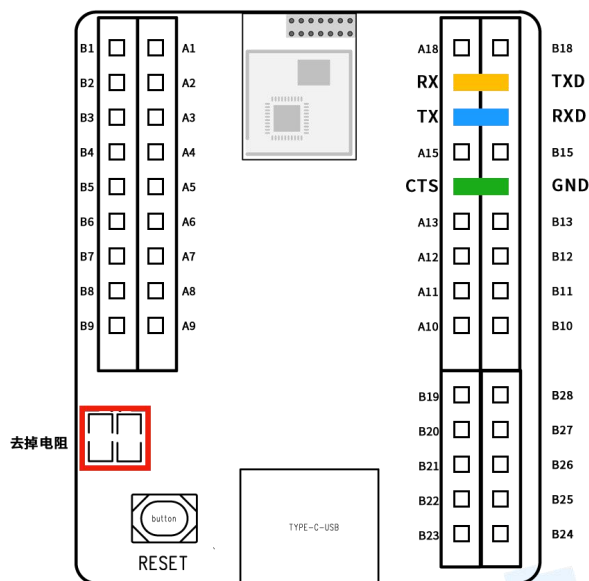 B1 A1 A18 B18
B2 A2 RX TXD
B3 A3 TX RXD
B4 A4 A15 B15
B5 A5 CTS GND
B6 A6 A13 B13
B7 A7 A12 B12
B8 A8 A11 B11
B9 A9 A10 B10
B19 B28
去掉电阻 B20 B27
B21 B26
button B22 B25
TYPE-C-USB B23 B24
RESET